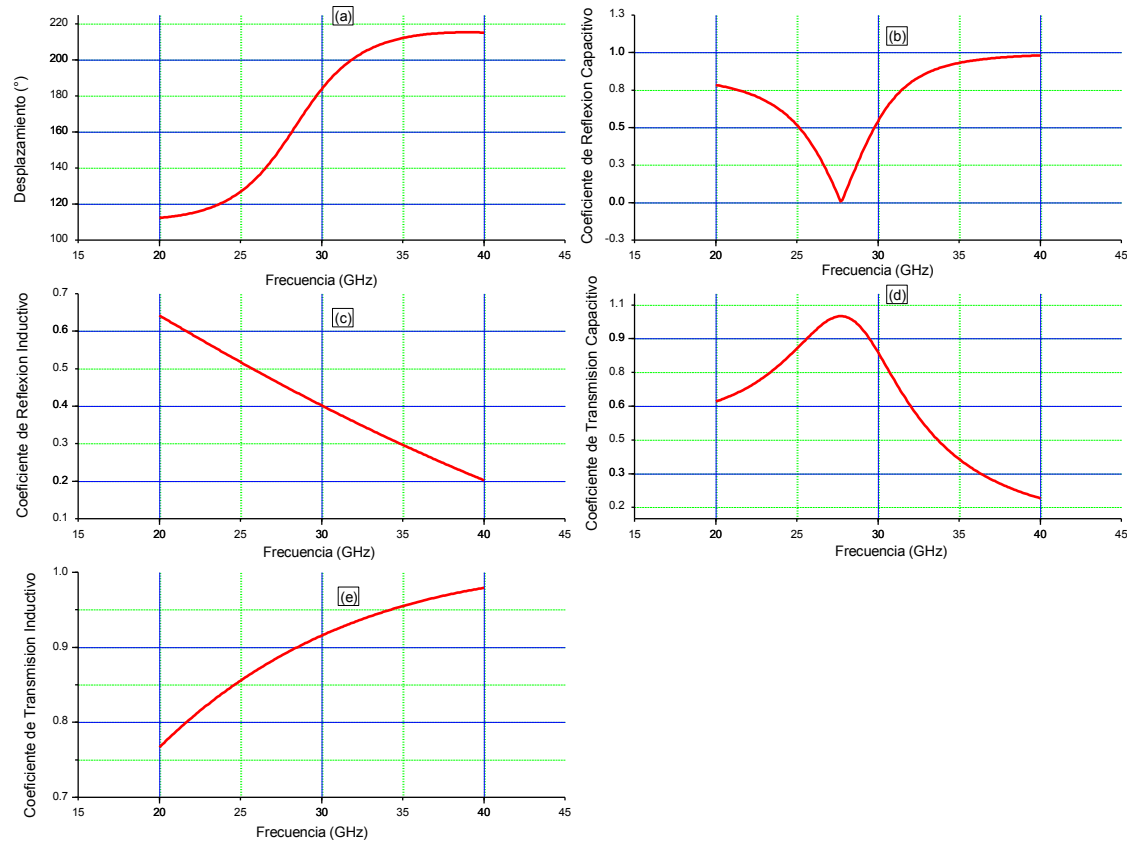 (a)
Desplazamiento (°)
220
200
180
160
140
120
100
15 20 25 30 35 40 45
Frecuencia (GHz)
(b)
Coeficiente de Reflexion Capacitivo
1.3
1.0
0.8
0.5
0.3
0.0
-0.3
15 20 25 30 35 40 45
Frecuencia (GHz)
(c)
Coeficiente de Reflexion Inductivo
0.7
0.6
0.5
0.4
0.3
0.2
0.1
15 20 25 30 35 40 45
Frecuencia (GHz)
(d)
Coeficiente de Transmision Capacitivo
1.1
0.9
0.8
0.6
0.5
0.3
0.2
15 20 25 30 35 40 45
Frecuencia (GHz)
(e)
Coeficiente de Transmision Inductivo
1.0
0.9
0.8
0.7
15 20 25 30 35 40 45
Frecuencia (GHz)